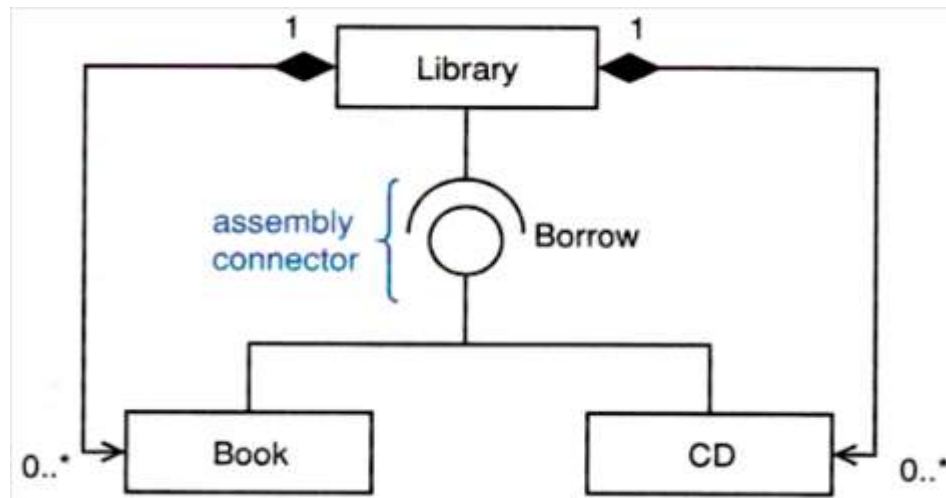 1
1
Library
assembly
connector
Borrow
Book
CD
0..*
0..*